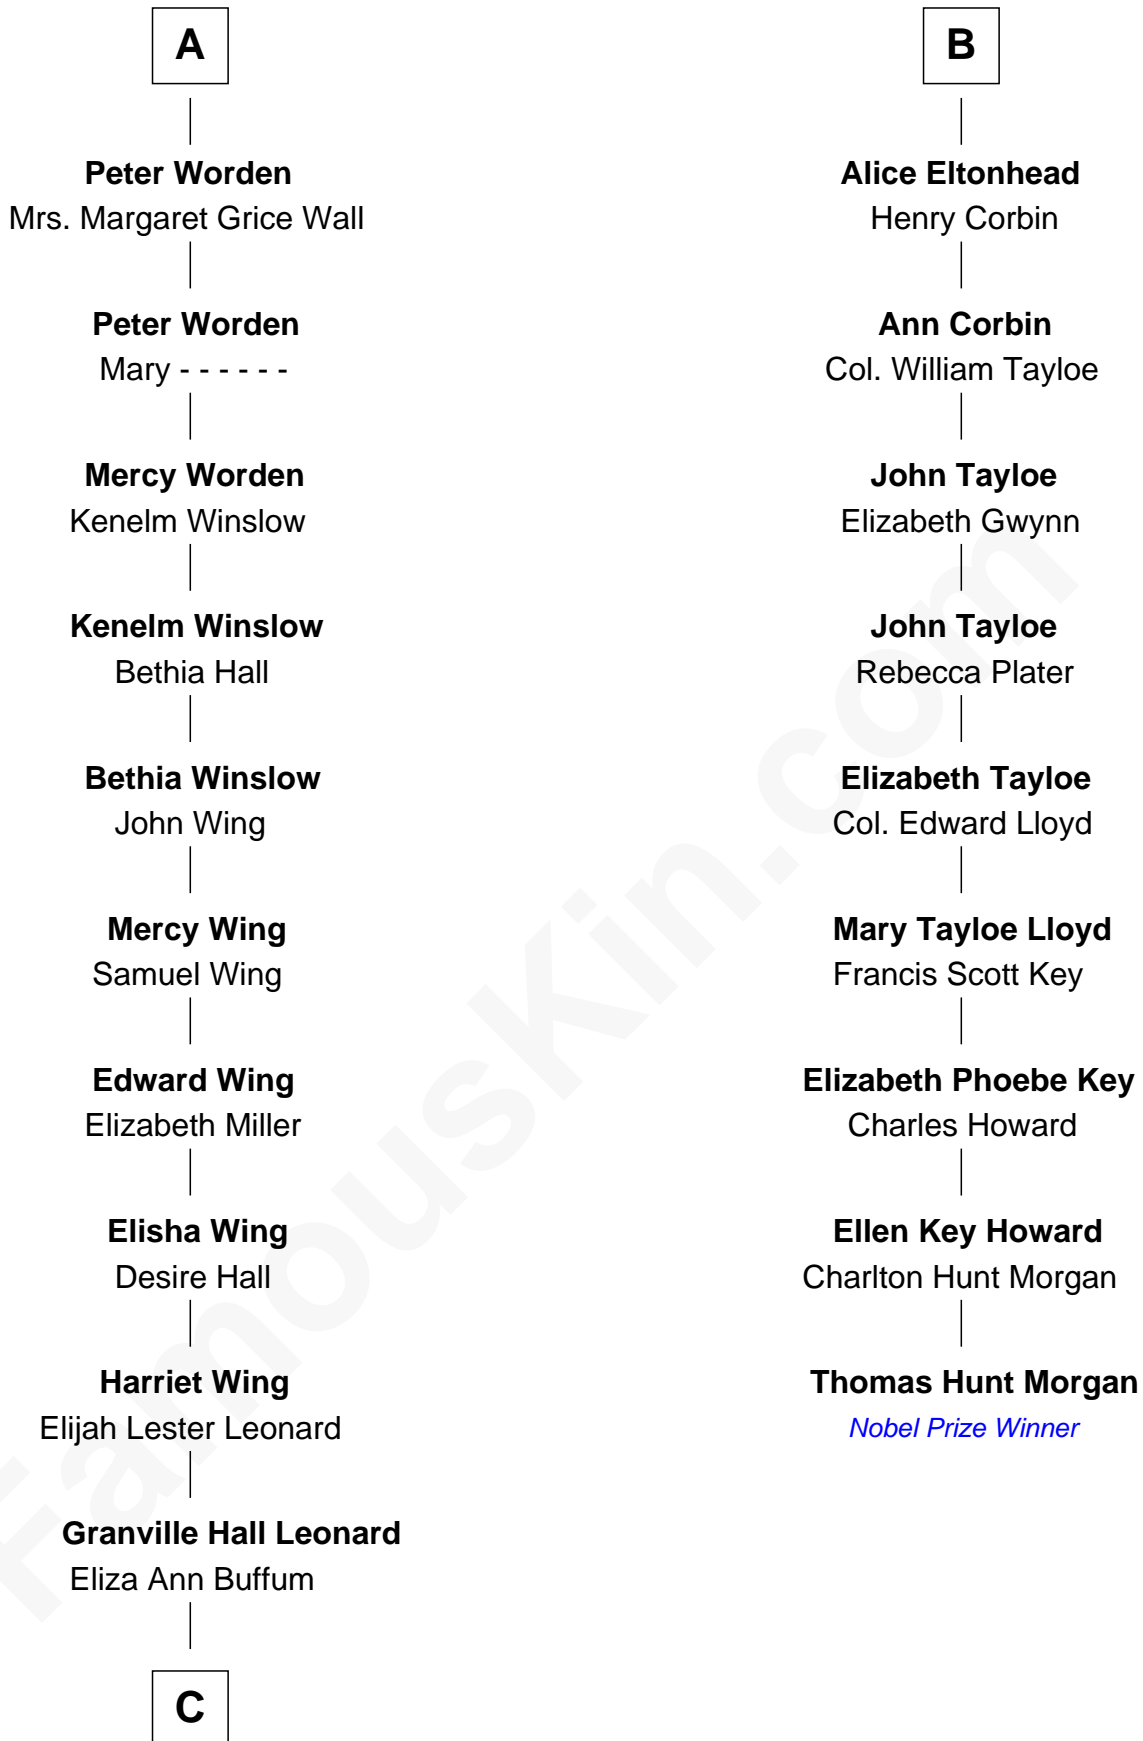 A
Peter Worden
Mrs. Margaret Grice Wall
Peter Worden
Mary - - - - - -
Mercy Worden
Kenelm Winslow
Kenelm Winslow
Bethia Hall
Bethia Winslow
John Wing
Mercy Wing
Samuel Wing
Edward Wing
Elizabeth Miller
Elisha Wing
Desire Hall
Harriet Wing
Elijah Lester Leonard
Granville Hall Leonard
Eliza Ann Buffum
C
B
Alice Eltonhead
Henry Corbin
Ann Corbin
Col. William Tayloe
John Tayloe
Elizabeth Gwynn
John Tayloe
Rebecca Plater
Elizabeth Tayloe
Col. Edward Lloyd
Mary Tayloe Lloyd
Francis Scott Key
Elizabeth Phoebe Key
Charles Howard
Ellen Key Howard
Charlton Hunt Morgan
Thomas Hunt Morgan
Nobel Prize Winner
FamousKin.com